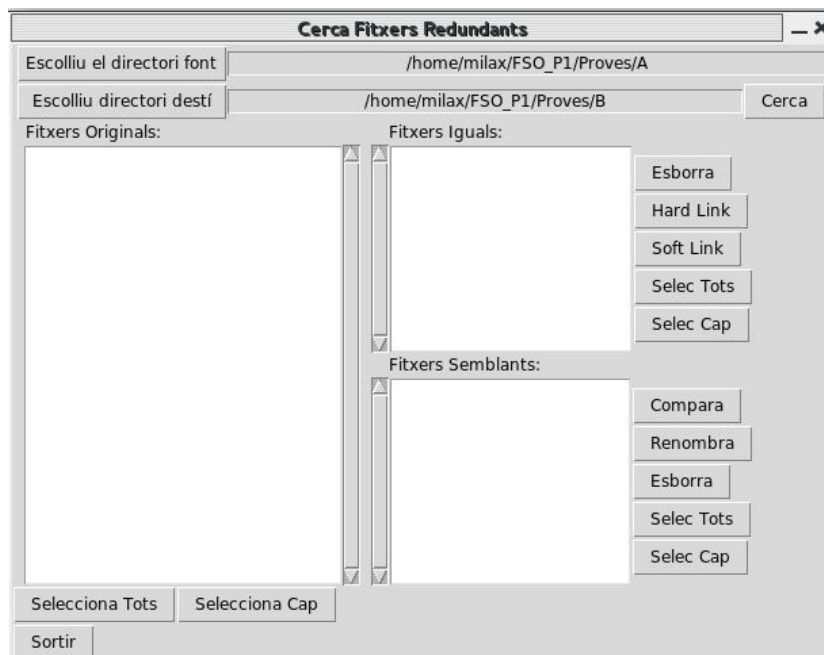 Cerca Fitxers Redundants
Escolliu el directori font /home/milax/FSO_P1/Proves/A
Escolliu directori destí /home/milax/FSO_P1/Proves/B Cerca
Fitxers Originals:
Fitxers Iguals:
Esborra
Hard Link
Soft Link
Selec Tots
Selec Cap
Fitxers Semblants:
Compara
Renombra
Esborra
Selec Tots
Selec Cap
Selecciona Tots Selecciona Cap
Sortir